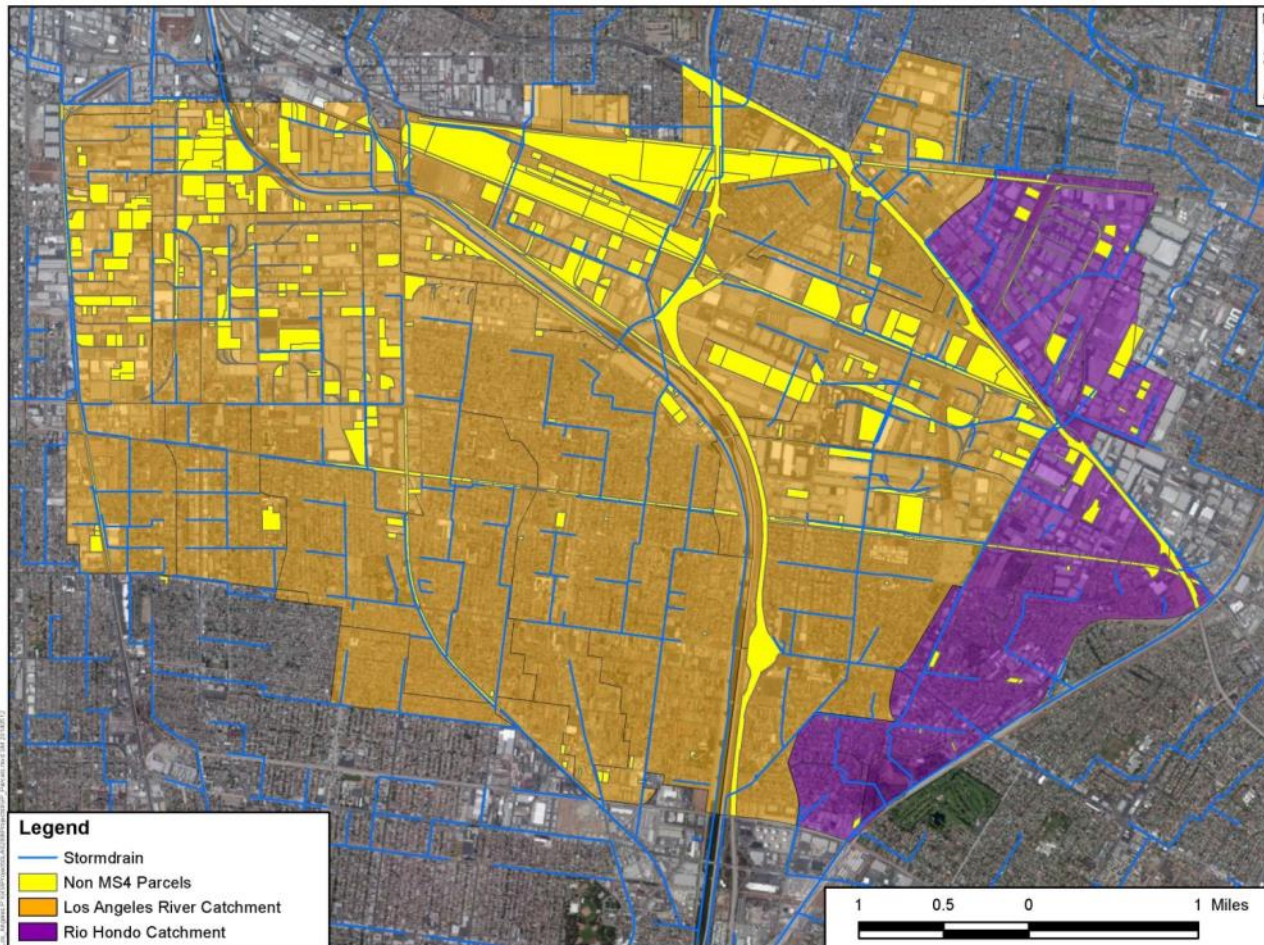 Legend
Stormdrain
Non MS4 Parcels
Los Angeles River Catchment
Rio Hondo Catchment
1 0.5 0 1 Miles